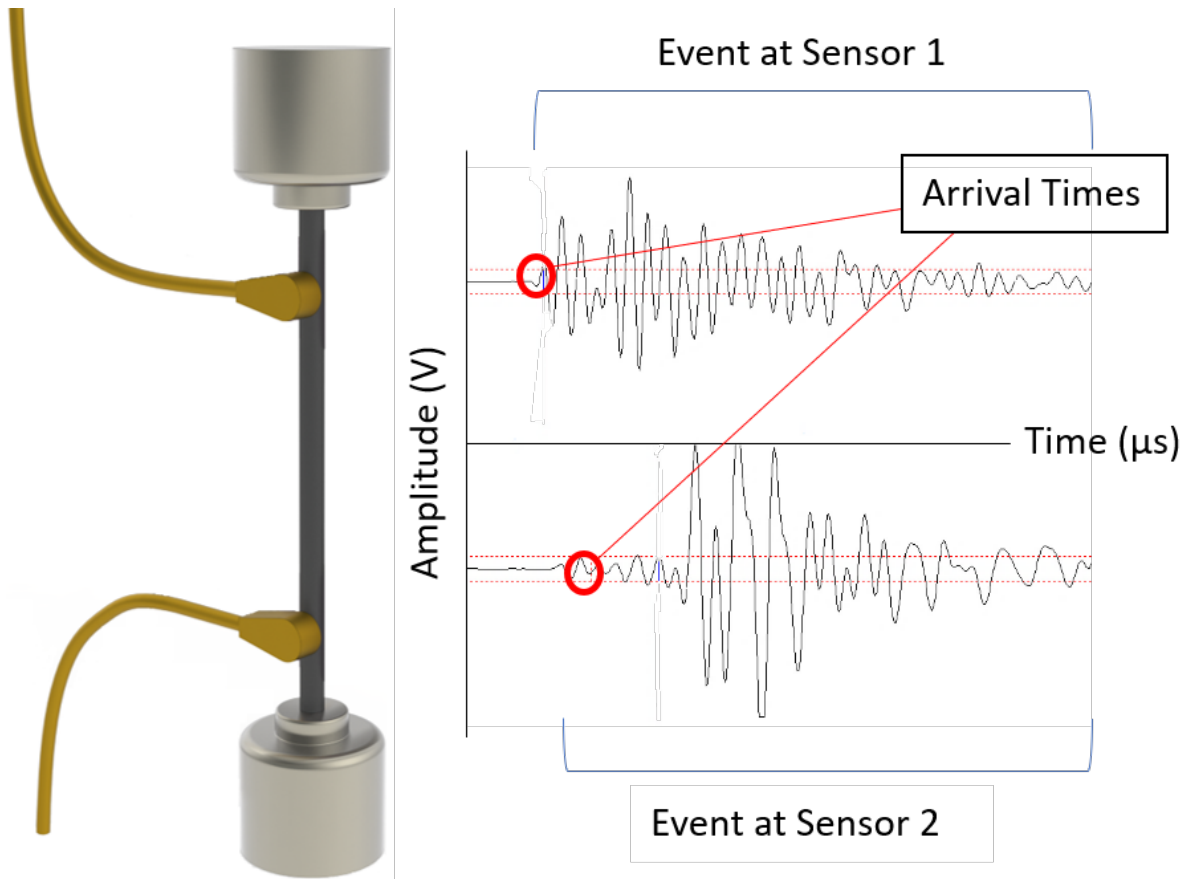 Event at Sensor 1
Arrival Times
Amplitude (V)
Time (µs)
Event at Sensor 2